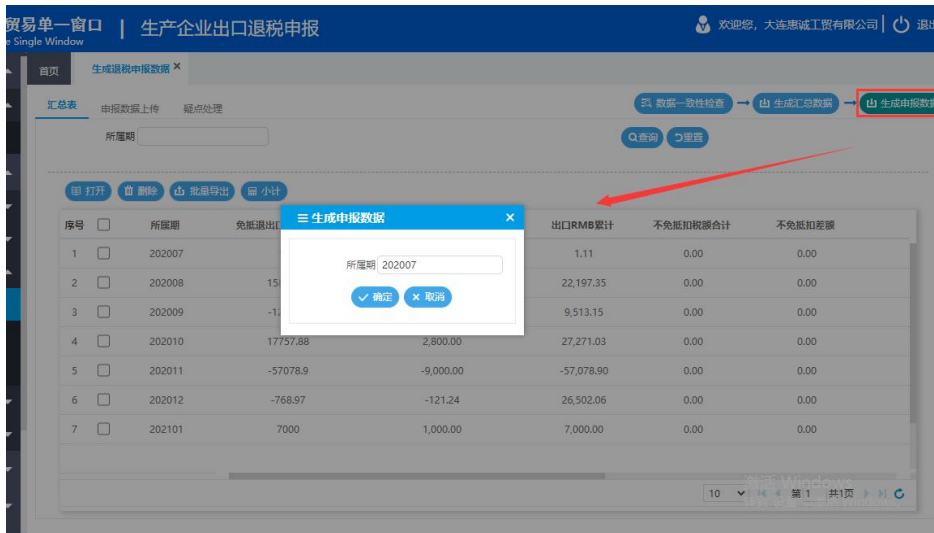 贸易单一窗口 | 生产企业出口退税申报
e Single Window
欢迎您，大连惠诚工贸有限公司 | 退出
首页 生成退税申报数据 ×
汇总表 申报数据上传 疑点处理
数据一致性检查 生成汇总数据 生成申报数据
所属期
查询 重置
打开 删除 批量导出 小计
序号 所属期 免抵退出口 出口RMB累计 不免抵扣税额合计 不免抵扣差额
1 202007 1.11 0.00 0.00
2 202008 22,197.35 0.00 0.00
3 202009 9,513.15 0.00 0.00
4 202010 17757.88 2,800.00 27,271.03 0.00 0.00
5 202011 -57078.9 -9,000.00 -57,078.90 0.00 0.00
6 202012 -768.97 -121.24 26,502.06 0.00 0.00
7 202101 7000 1,000.00 7,000.00 0.00 0.00
生成申报数据 ×
所属期 202007
确定 取消
10 第 1 共1页
激活 Windows